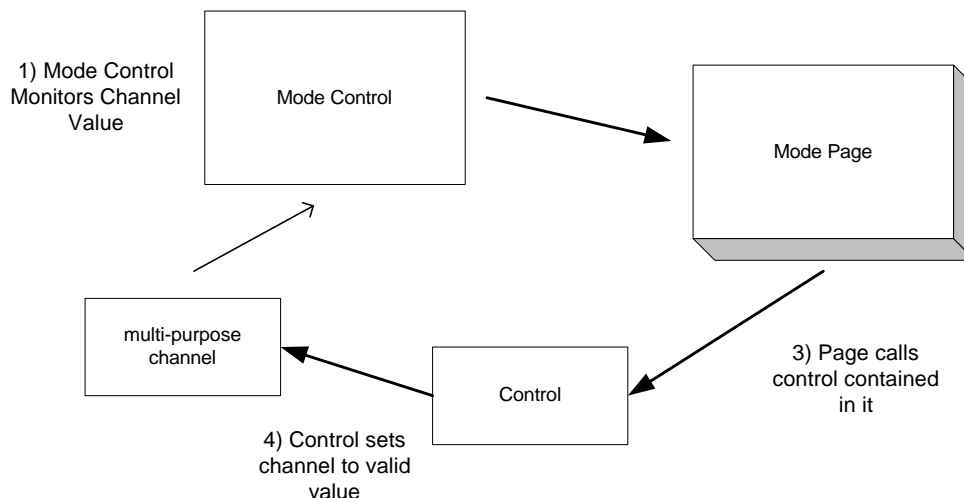 1) Mode Control
Monitors Channel
Value
Mode Control
Mode Page
multi-purpose
channel
Control
3) Page calls
control contained
in it
4) Control sets
channel to valid
value